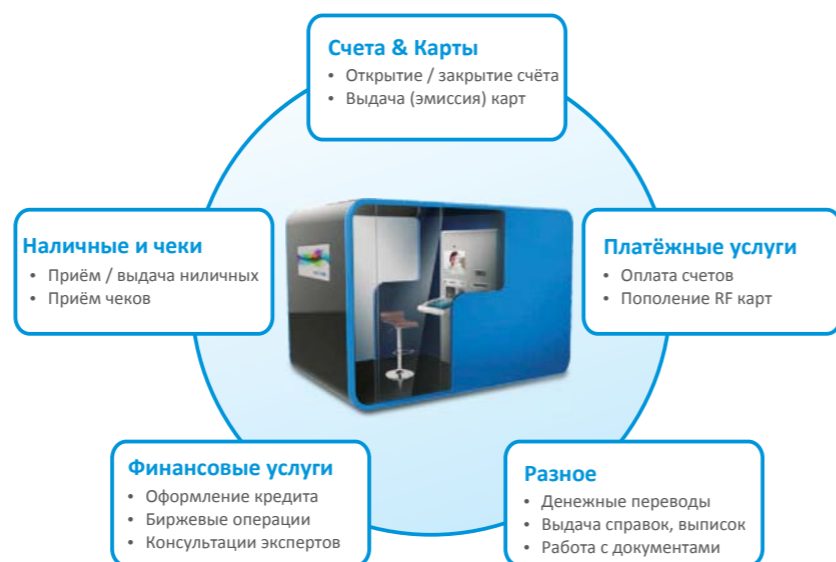 Счета & Карты
• Открытие / закрытие счёта
• Выдача (эмиссия) карт
Наличные и чеки
• Приём / выдача ниличных
• Приём чеков
Платёжные услуги
• Оплата счетов
• Пополение RF карт
Финансовые услуги
• Оформление кредита
• Биржевые операции
• Консультации экспертов
Разное
• Денежные переводы
• Выдача справок, выписок
• Работа с документами